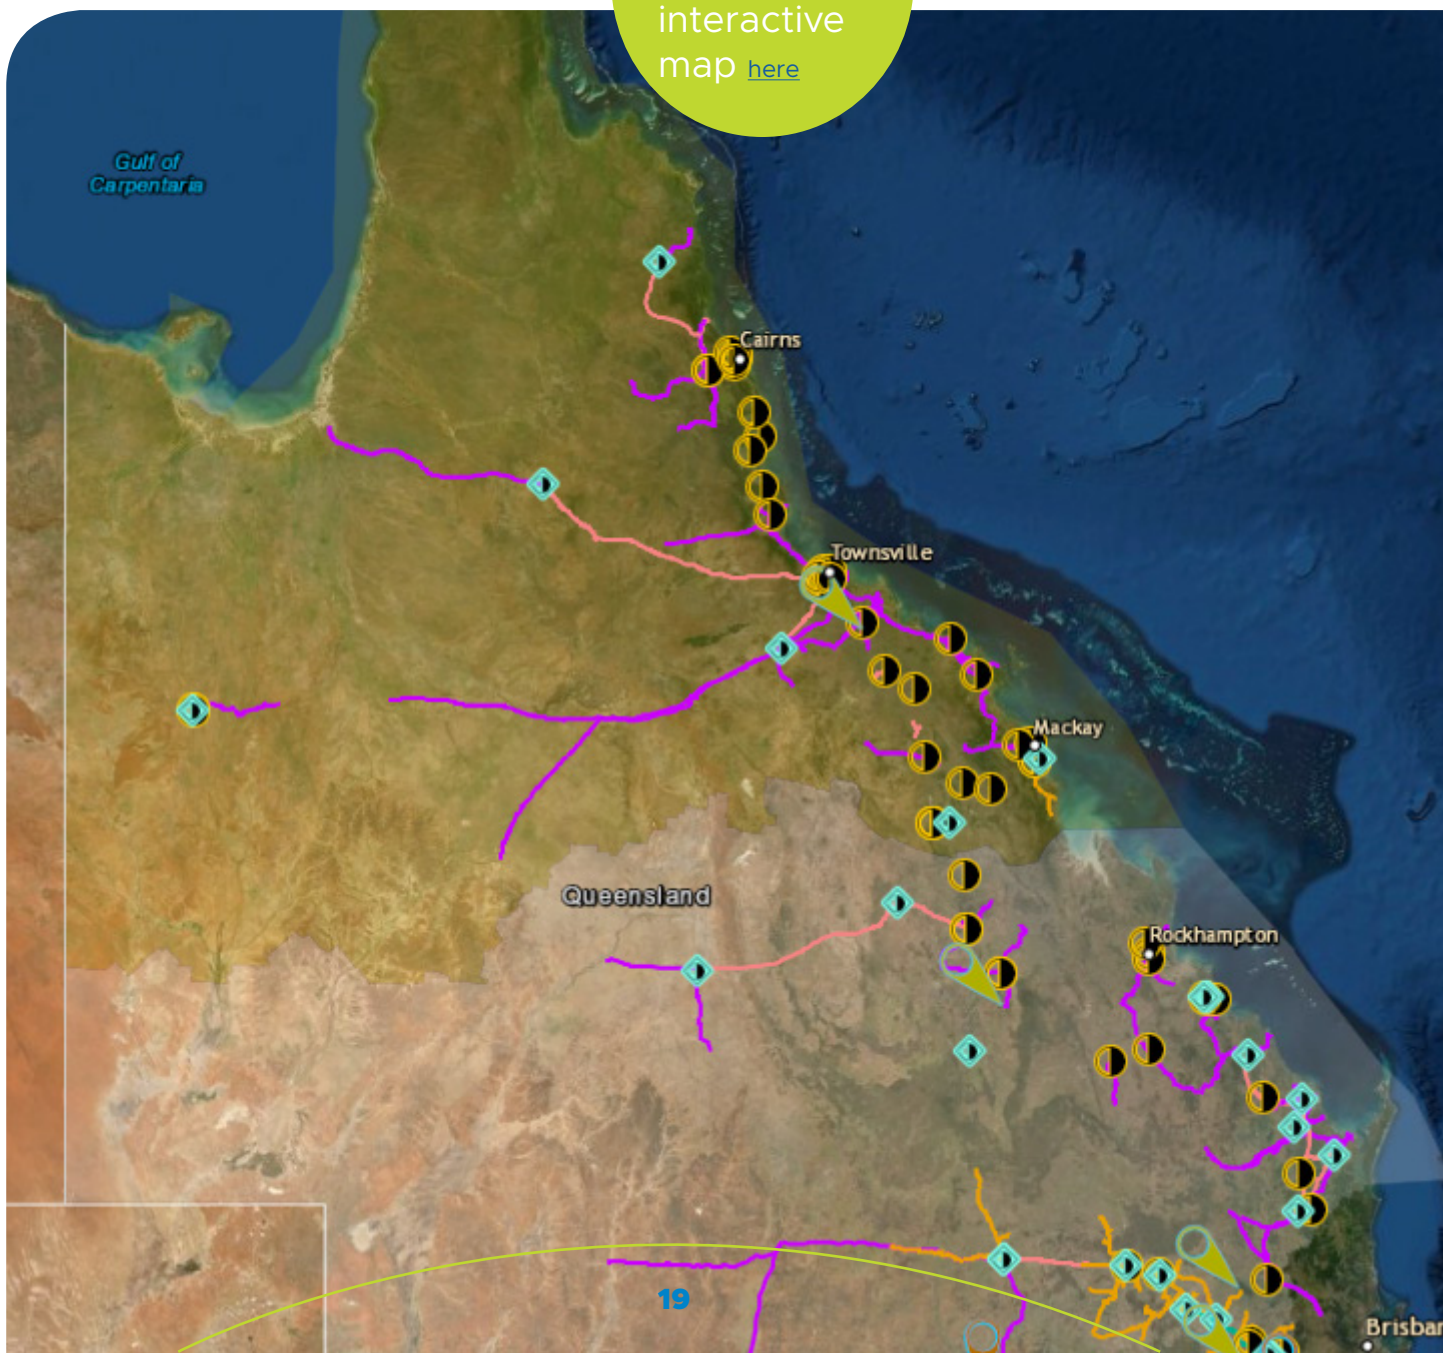 interactive
map here
Gulf of
Carpentaria
Cairns
Townsville
Mackay
Queensland
Rockhampton
19
Brisbar